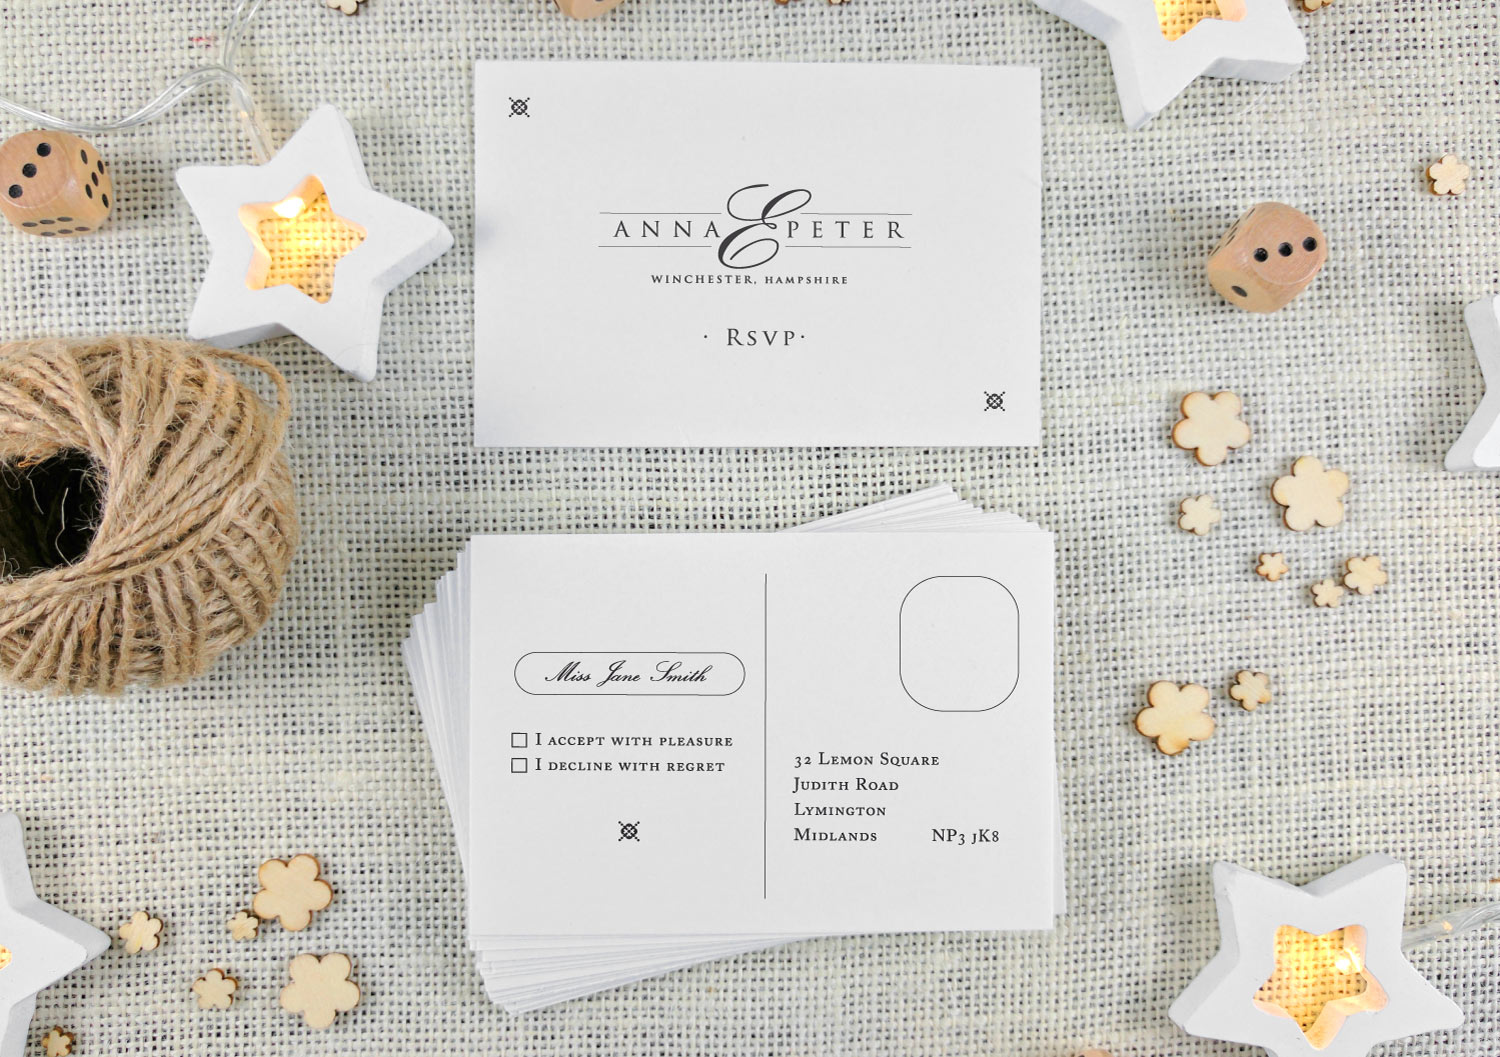 ANNA E PETER
WINCHESTER, HAMPSHIRE
· RSVP ·
Miss Jane Smith
I ACCEPT WITH PLEASURE
I DECLINE WITH REGRET
32 LEMON SQUARE
JUDITH ROAD
LYMINGTON
MIDLANDS NP3 JK8